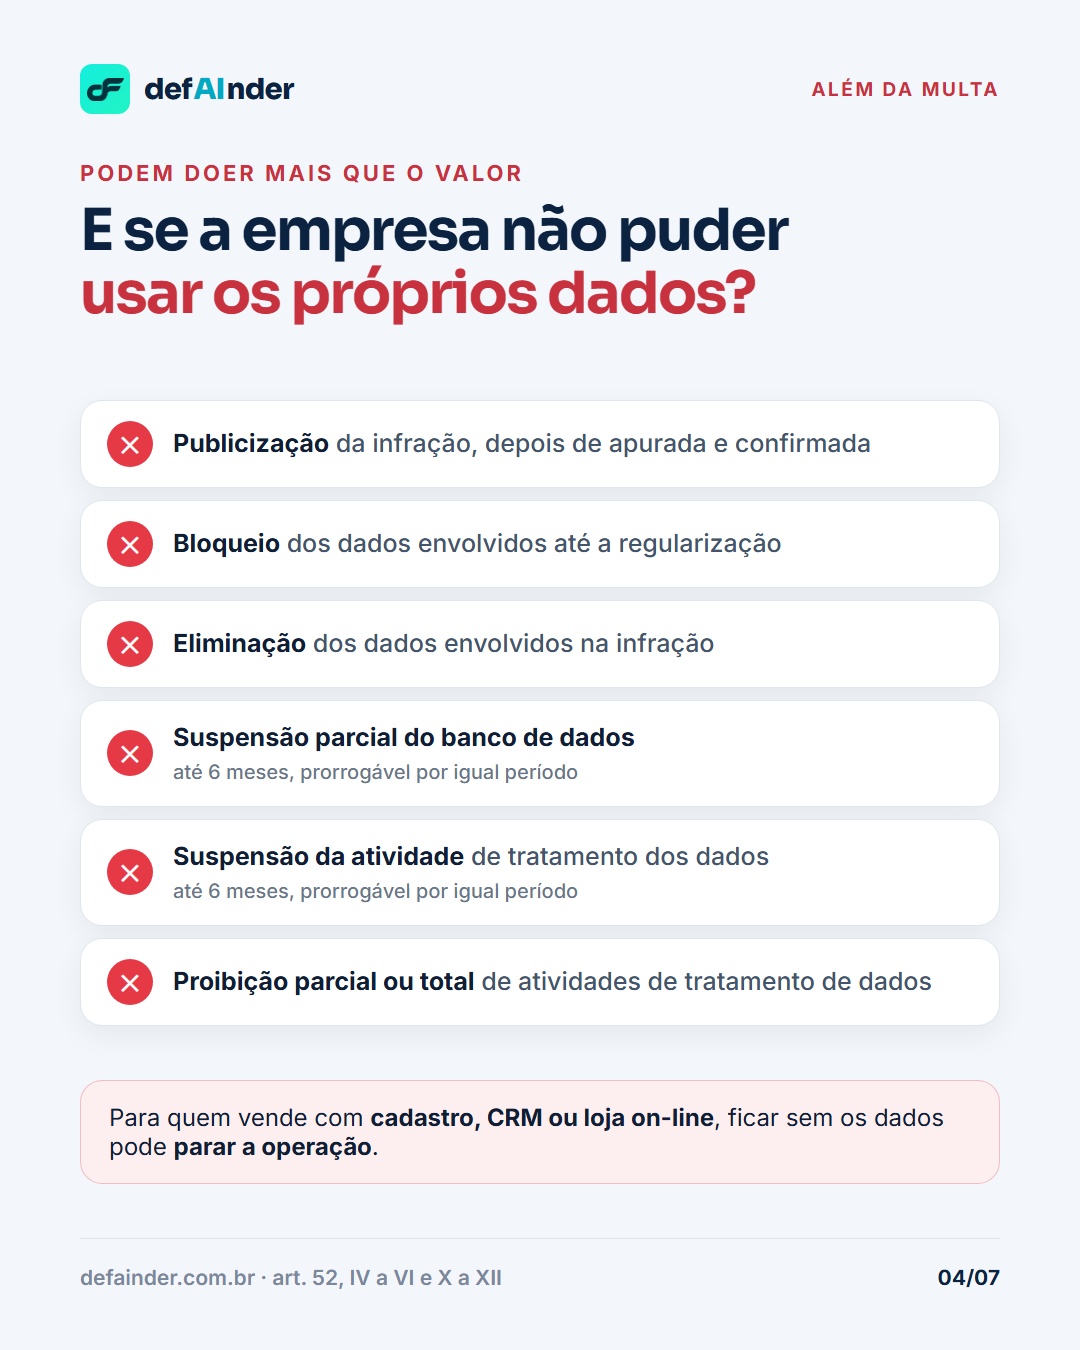 defAInder
ALÉM DA MULTA
PODEM DOER MAIS QUE O VALOR
E se a empresa não puder
usar os próprios dados?
Publicização da infração, depois de apurada e confirmada
Bloqueio dos dados envolvidos até a regularização
Eliminação dos dados envolvidos na infração
Suspensão parcial do banco de dados
até 6 meses, prorrogável por igual período
Suspensão da atividade de tratamento dos dados
até 6 meses, prorrogável por igual período
Proibição parcial ou total de atividades de tratamento de dados
Para quem vende com cadastro, CRM ou loja on-line, ficar sem os dados
pode parar a operação.
defainder.com.br · art. 52, IV a VI e X a XII
04/07